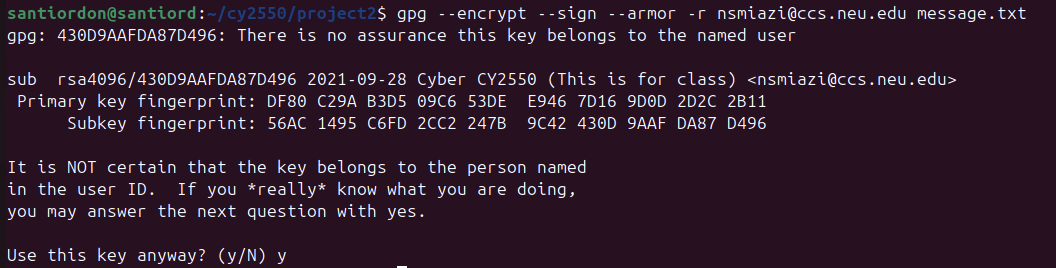 santiordon@santiord:~/cy2550/project2$ gpg --encrypt --sign --armor -r nsmiazi@ccs.neu.edu message.txt
gpg: 430D9AAFDA87D496: There is no assurance this key belongs to the named user
sub  rsa4096/430D9AAFDA87D496 2021-09-28 Cyber CY2550 (This is for class) <nsmiazi@ccs.neu.edu>
 Primary key fingerprint: DF80 C29A B3D5 09C6 53DE  E946 7D16 9D0D 2D2C 2B11
      Subkey fingerprint: 56AC 1495 C6FD 2CC2 247B  9C42 430D 9AAF DA87 D496
It is NOT certain that the key belongs to the person named
in the user ID.  If you *really* know what you are doing,
you may answer the next question with yes.
Use this key anyway? (y/N) y